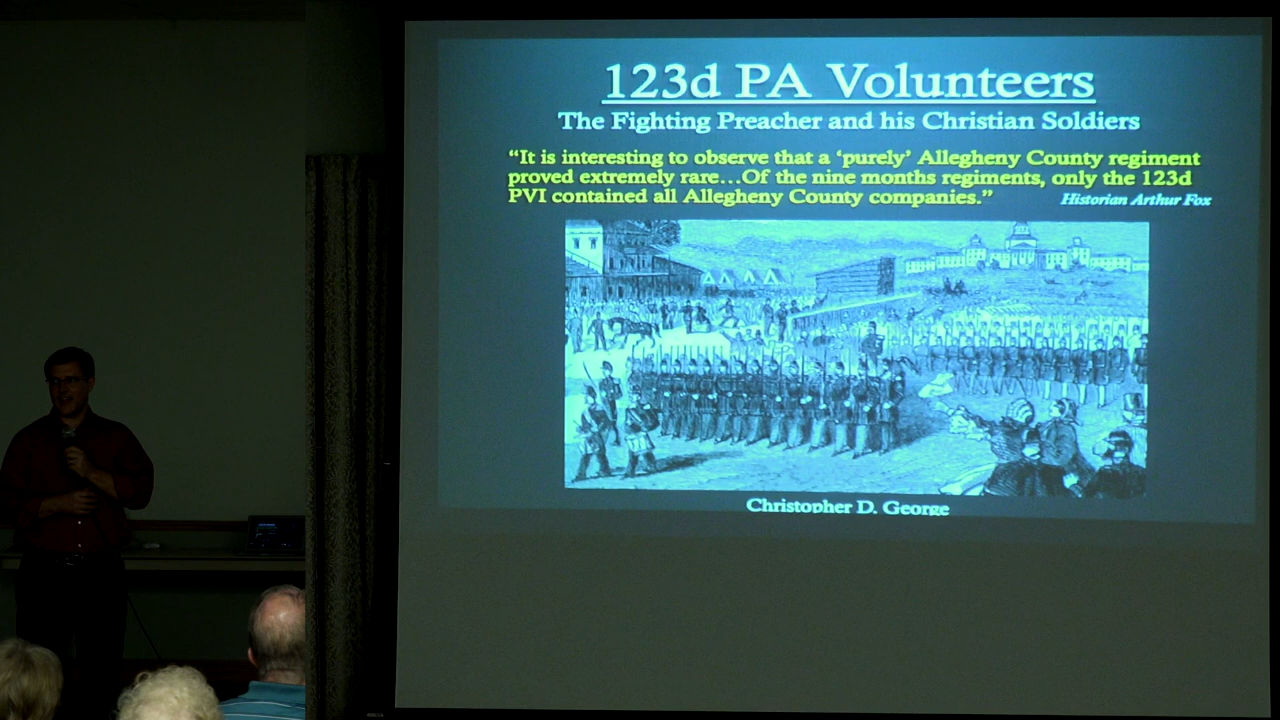 123d PA Volunteers
The Fighting Preacher and his Christian Soldiers
“It is interesting to observe that a ‘purely’ Allegheny County regiment
proved extremely rare…Of the nine months regiments, only the 123d
PVI contained all Allegheny County companies.”
Historian Arthur Fox
Christopher D. George